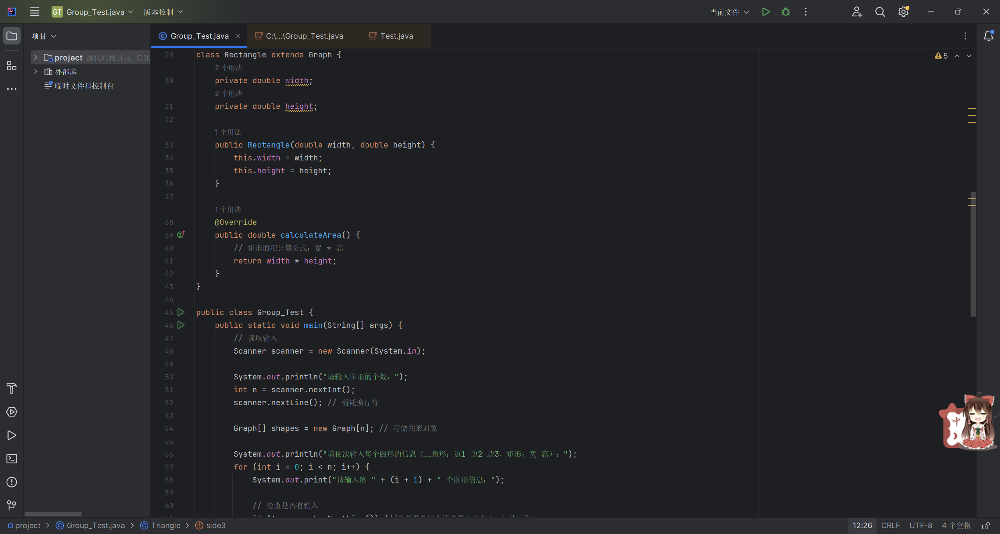 GT Group_Test.java 版本控制 当前文件
项目
Group_Test.java C:\...\Group_Test.java Test.java
project 源代码根目录, C:\U
外部库
临时文件和控制台
5
29 class Rectangle extends Graph {
2 个用法
30 private double width;
2 个用法
31 private double height;
32
1 个用法
33 public Rectangle(double width, double height) {
34 this.width = width;
35 this.height = height;
36 }
37
1 个用法
38 @Override
39 public double calculateArea() {
40 // 矩形面积计算公式：宽 * 高
41 return width * height;
42 }
43 }
44
45 public class Group_Test {
46 public static void main(String[] args) {
47 // 读取输入
48 Scanner scanner = new Scanner(System.in);
49
50 System.out.println("请输入图形的个数：");
51 int n = scanner.nextInt();
52 scanner.nextLine(); // 消耗换行符
53
54 Graph[] shapes = new Graph[n]; // 存储图形对象
55
56 System.out.println("请依次输入每个图形的信息（三角形：边1 边2 边3，矩形：宽 高）：");
57 for (int i = 0; i < n; i++) {
58 System.out.print("请输入第 " + (i + 1) + " 个图形信息：");
59
60 // 检查是否有输入
中
project > Group_Test.java > Triangle > side3
12:26 CRLF UTF-8 4 个空格